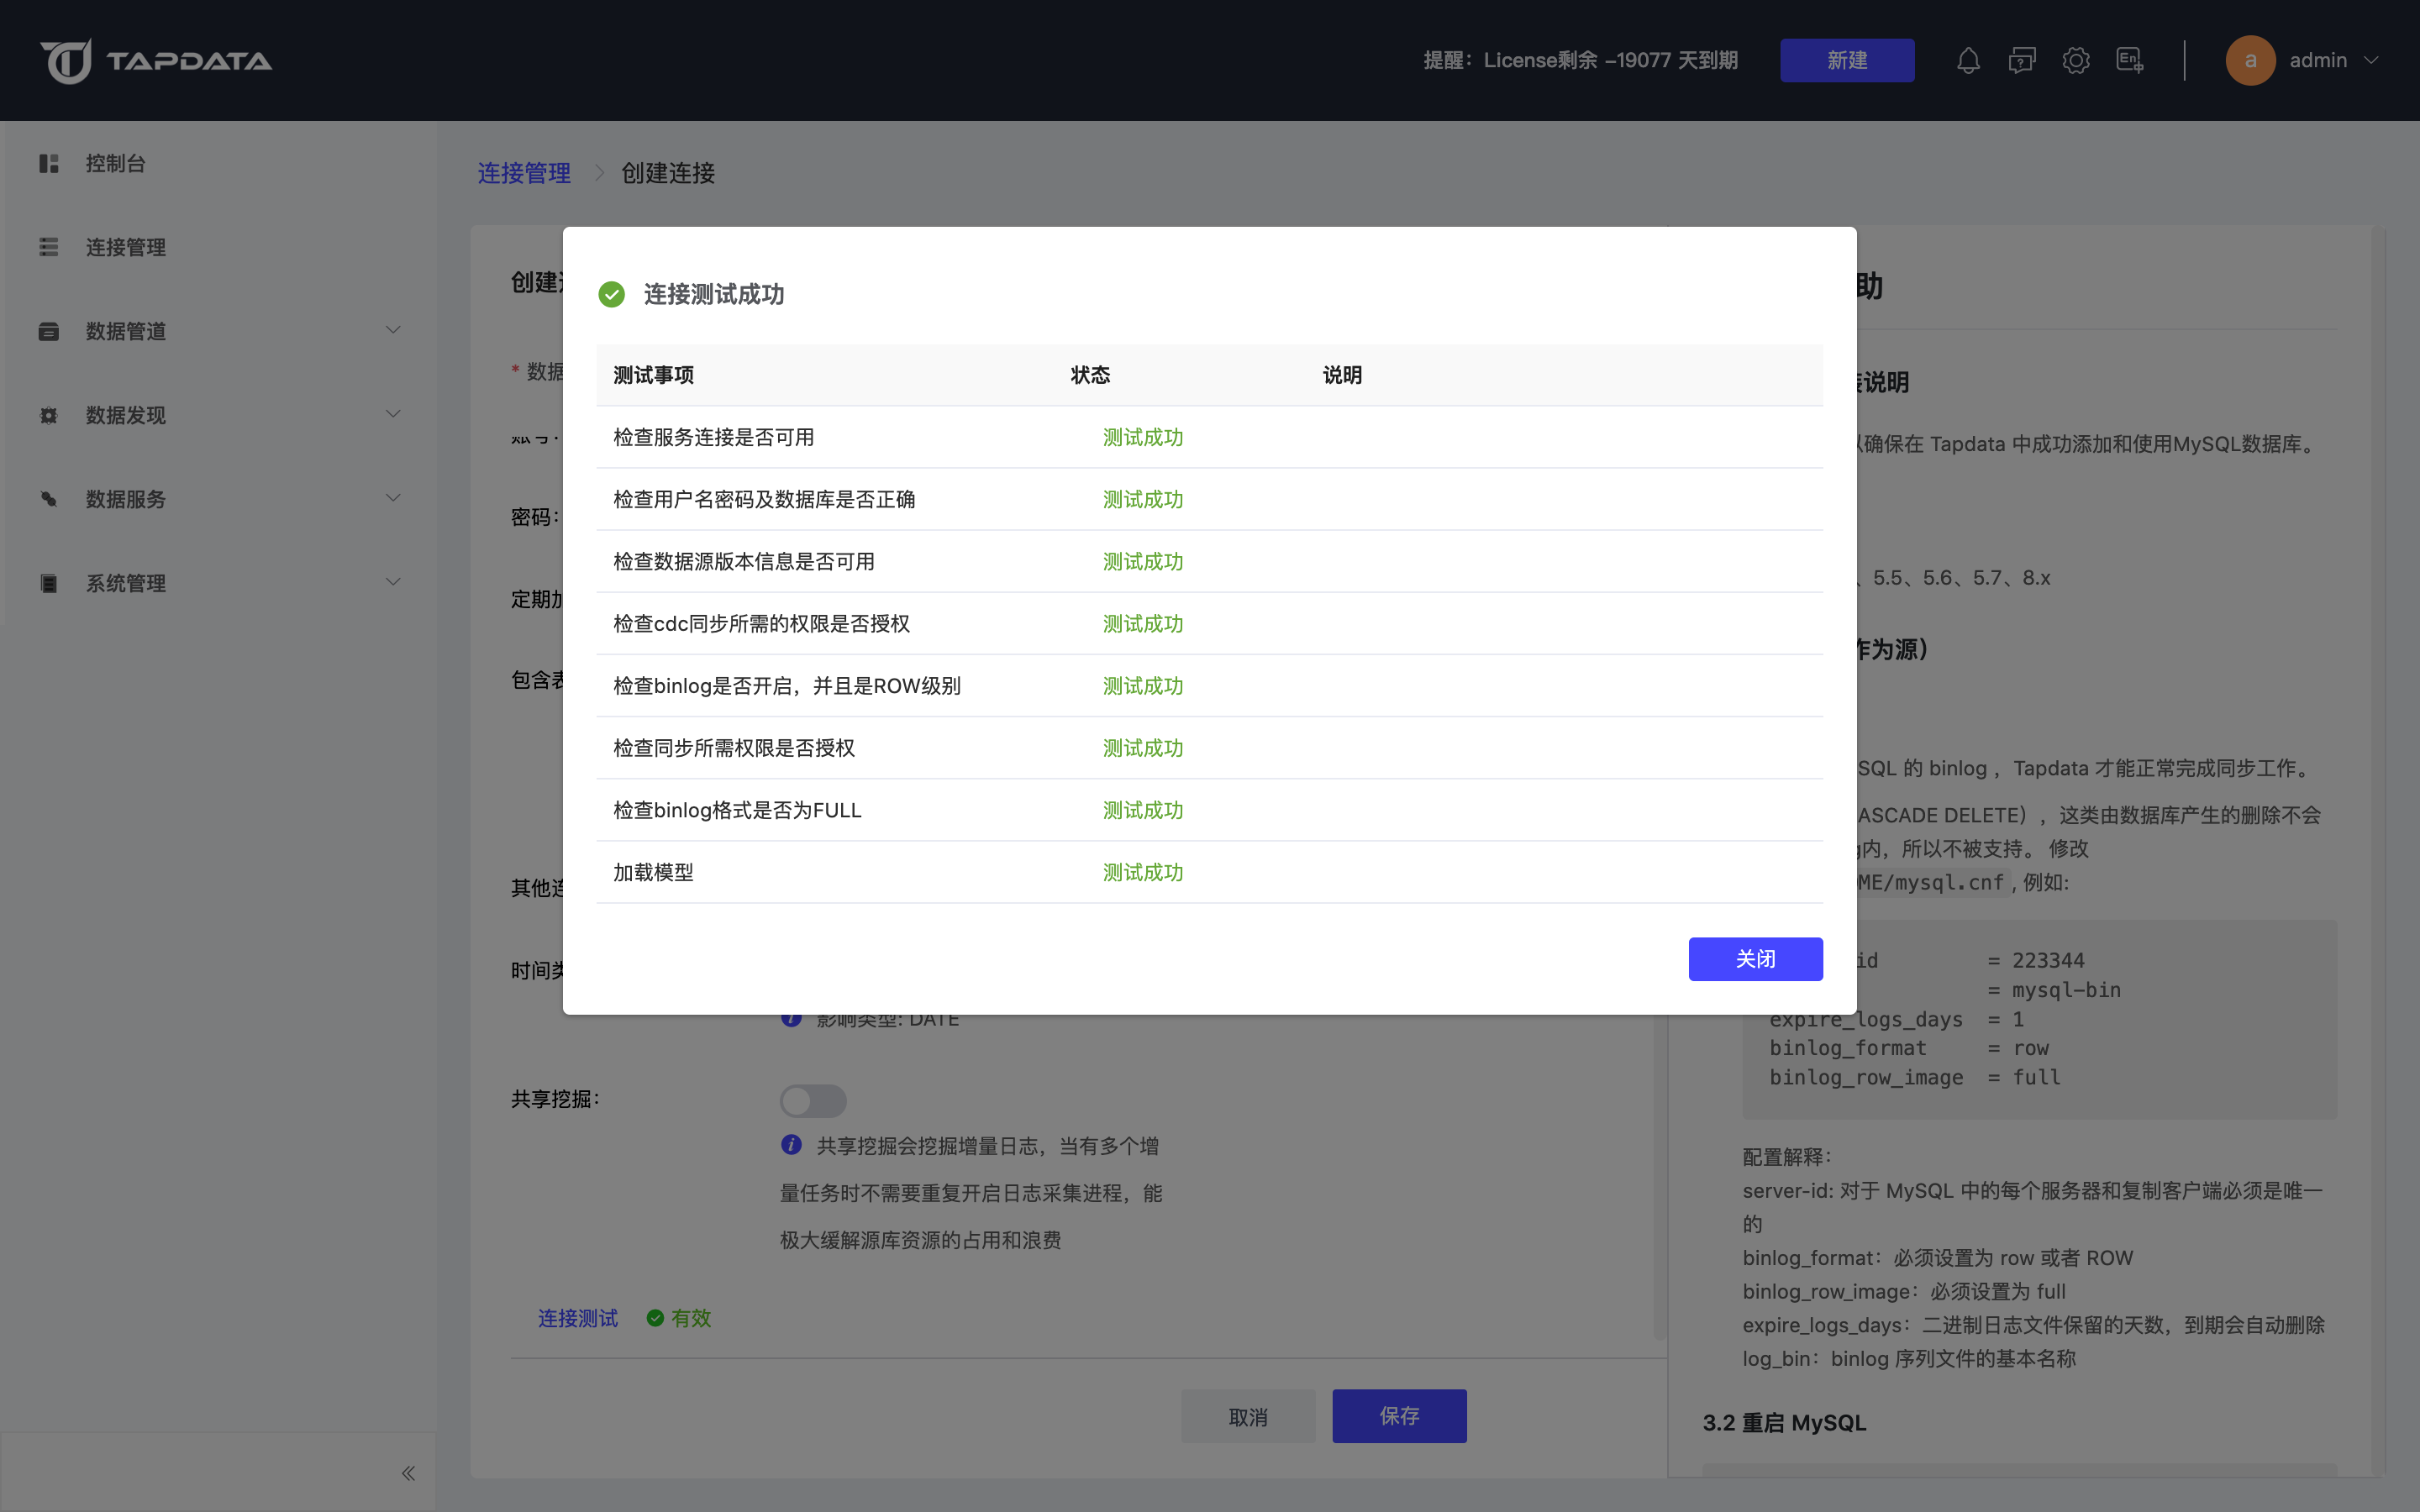 TAPDATA
提醒：License剩余 -19077 天到期
新建
En
a
admin
控制台
连接管理
数据管道
数据发现
数据服务
系统管理
连接管理
创建连接
创建
* 数据
密码：
定期
包含
其他
时间
连接测试成功
测试事项 状态 说明
检查服务连接是否可用 测试成功
检查用户名密码及数据库是否正确 测试成功
检查数据源版本信息是否可用 测试成功
检查cdc同步所需的权限是否授权 测试成功
检查binlog是否开启，并且是ROW级别 测试成功
检查同步所需权限是否授权 测试成功
检查binlog格式是否为FULL 测试成功
加载模型 测试成功
关闭
影响类型: DATE
共享挖掘：
共享挖掘会挖掘增量日志，当有多个增
量任务时不需要重复开启日志采集进程，能
极大缓解源库资源的占用和浪费
连接测试
有效
取消
保存
助
说明
确保在 Tapdata 中成功添加和使用MySQL数据库。
、5.5、5.6、5.7、8.x
作为源）
SQL 的 binlog ，Tapdata 才能正常完成同步工作。
ASCADE DELETE），这类由数据库产生的删除不会
内，所以不被支持。 修改
ME/mysql.cnf , 例如:
id = 223344
= mysql-bin
expire_logs_days = 1
binlog_format = row
binlog_row_image = full
配置解释：
server-id: 对于 MySQL 中的每个服务器和复制客户端必须是唯一
的
binlog_format：必须设置为 row 或者 ROW
binlog_row_image：必须设置为 full
expire_logs_days：二进制日志文件保留的天数，到期会自动删除
log_bin：binlog 序列文件的基本名称
3.2 重启 MySQL